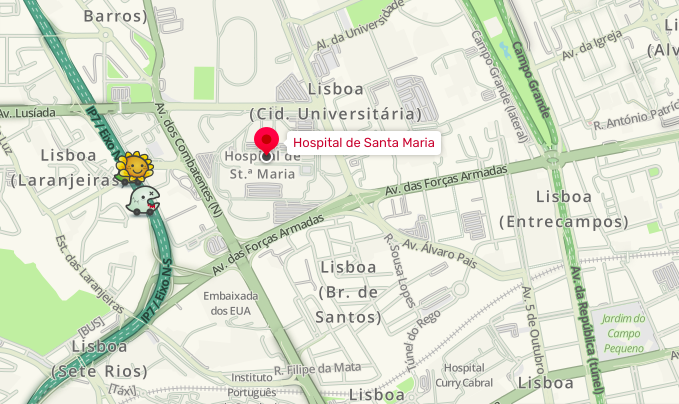 Barros)
Al. da Universidade
Av. da Igreja
Lisboa
(Cid. Universitária)
Campo Grande (lateral)
Campo Grande
Av. Lusíada
IP7 / Eixo N-S
Av. dos Combatentes (N)
R. António Patríc
Lisboa
(Laranjeiras)
Hospital de Santa Maria
Hospital de
St.ª Maria
Av. das Forças Armadas
Lisboa
(Entrecampos)
Est. das Laranjeiras
Av. das Forças Armadas
Av. Álvaro Pais
R. Sousa Lopes
Lisboa
(Br. de
Santos)
IP7 / Eixo N-S
Embaixada
dos EUA
Av. da República (túnel)
Av. 5 de Outubro
Túnel do Rego
[BUS]
Jardim do
Campo
Pequeno
Lisboa
(Sete Rios)
[Táxi]
R. Filipe da Mata
Instituto
Português
Hospital
Curry Cabral
Lisboa
Lisboa